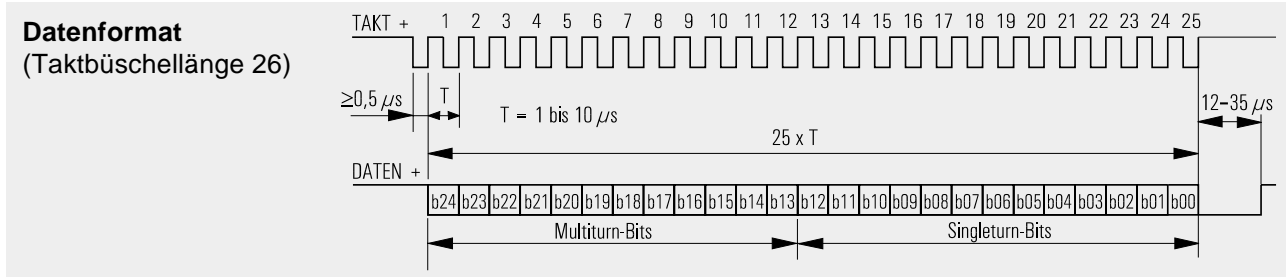 Datenformat
(Taktbüschellänge 26)
TAKT +
1 2 3 4 5 6 7 8 9 10 11 12 13 14 15 16 17 18 19 20 21 22 23 24 25
≥0,5 µs
T
T = 1 bis 10 µs
12-35 µs
25 x T
DATEN +
b24 b23 b22 b21 b20 b19 b18 b17 b16 b15 b14 b13 b12 b11 b10 b09 b08 b07 b06 b05 b04 b03 b02 b01 b00
Multiturn-Bits
Singleturn-Bits